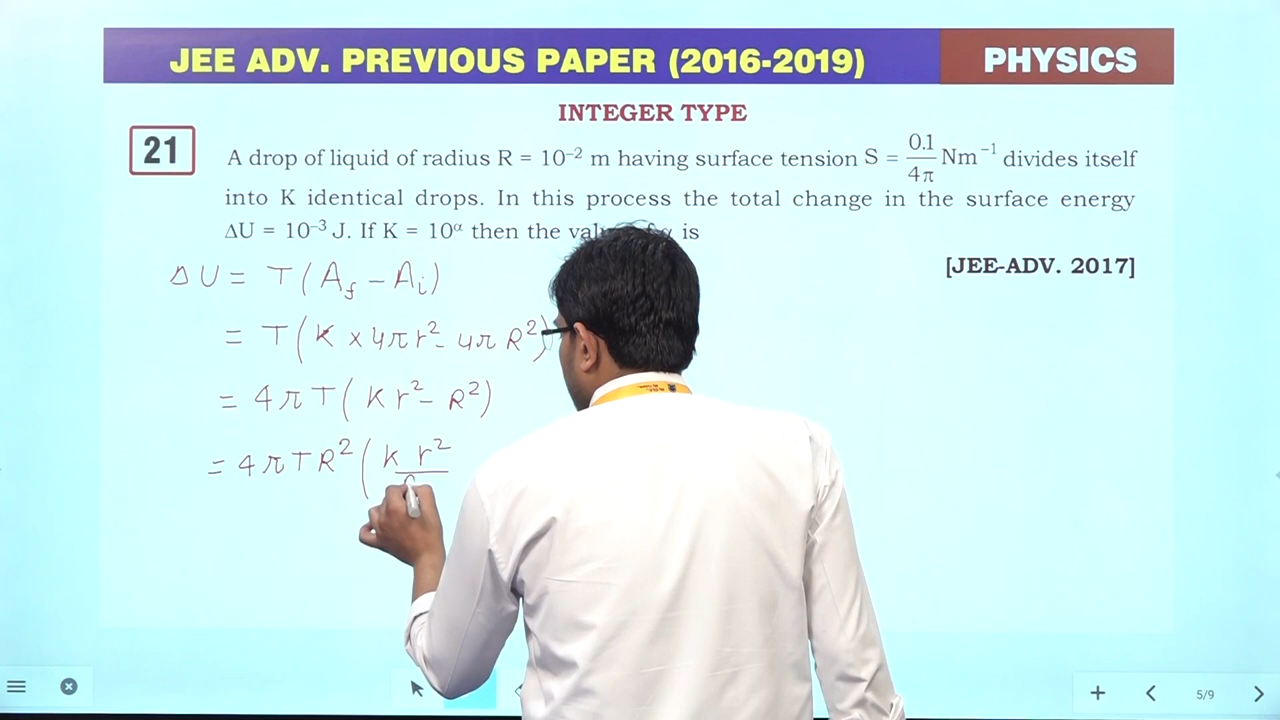 JEE ADV. PREVIOUS PAPER (2016-2019) PHYSICS
INTEGER TYPE
21 A drop of liquid of radius R = 10⁻² m having surface tension S = 0.1/4π Nm⁻¹ divides itself
into K identical drops. In this process the total change in the surface energy
ΔU = 10⁻³ J. If K = 10^α then the α is
[JEE-ADV. 2017]
ΔU = T(A_f − A_i)
= T(K × 4πr² − 4πR²)
= 4πT(Kr² − R²)
= 4πTR²(K r²
5/9